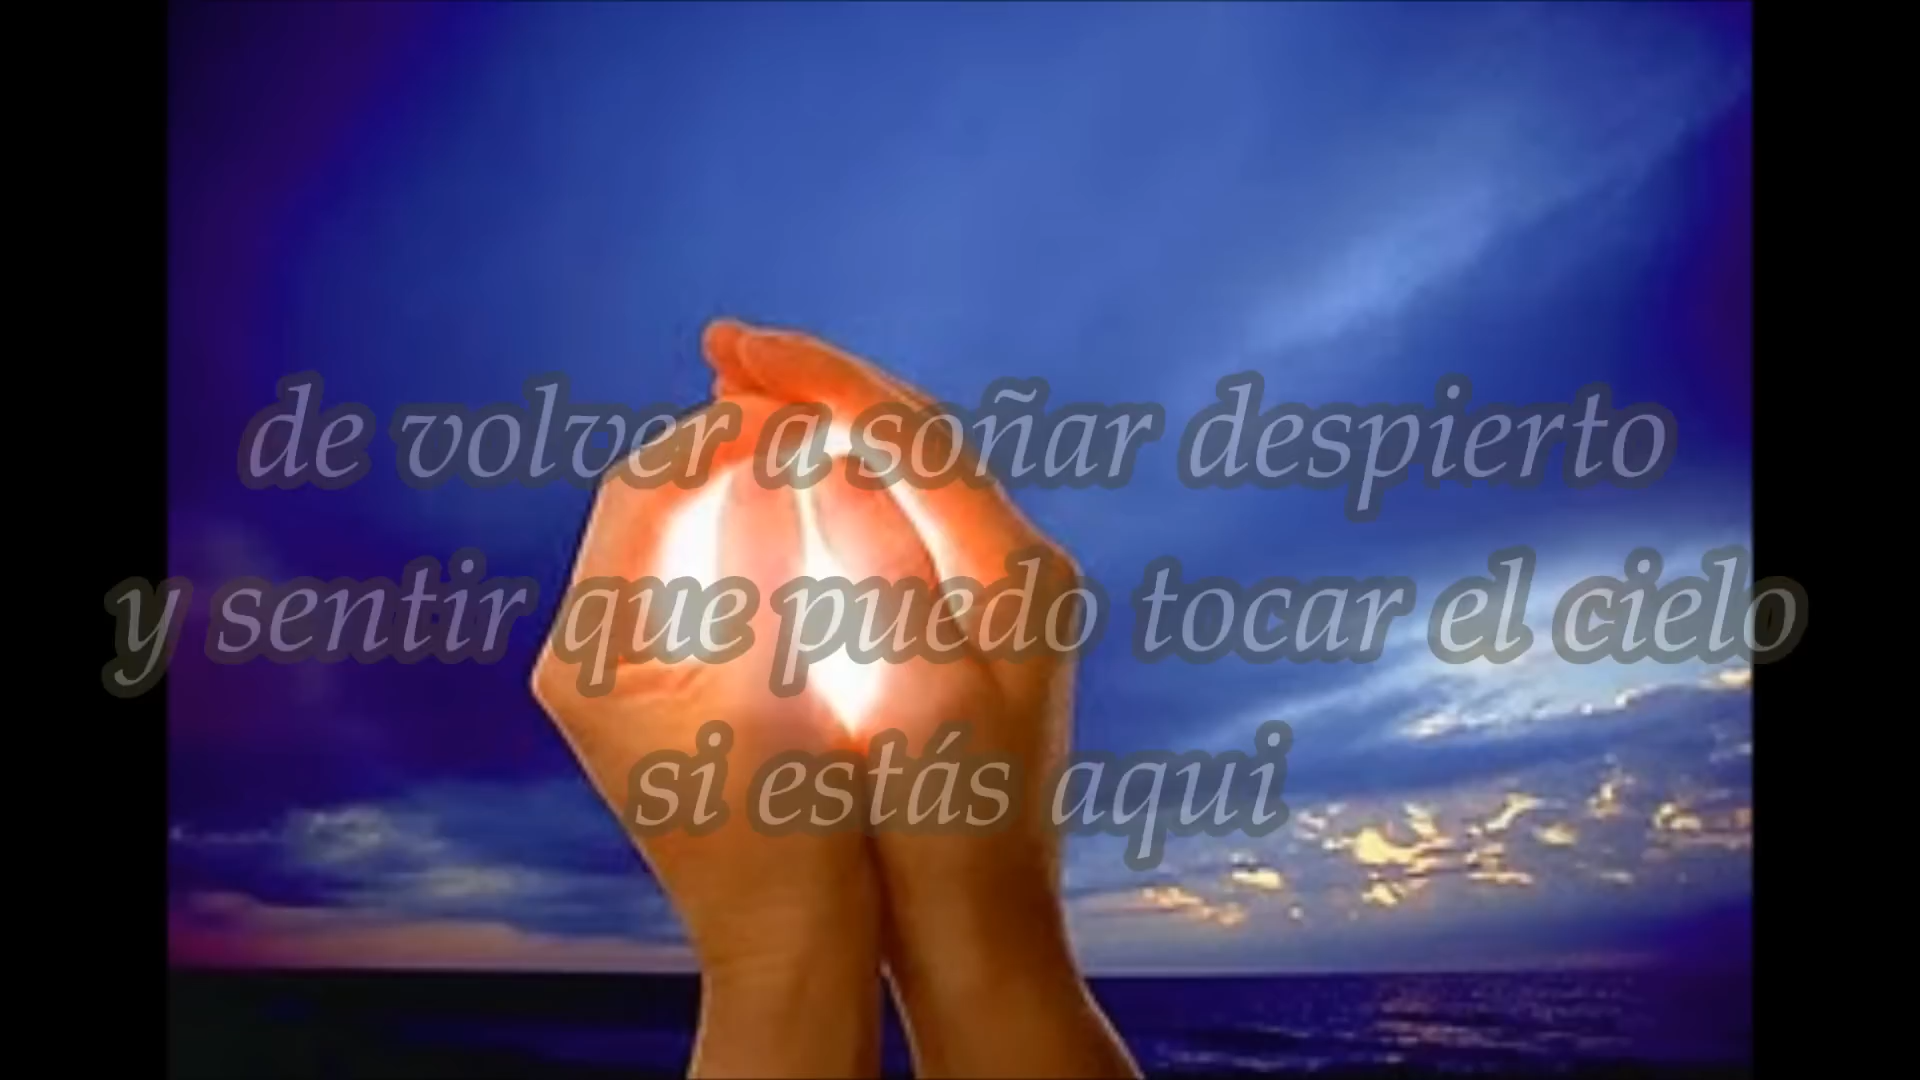 de volver a soñar despierto
y sentir que puedo tocar el cielo
si estás aqui